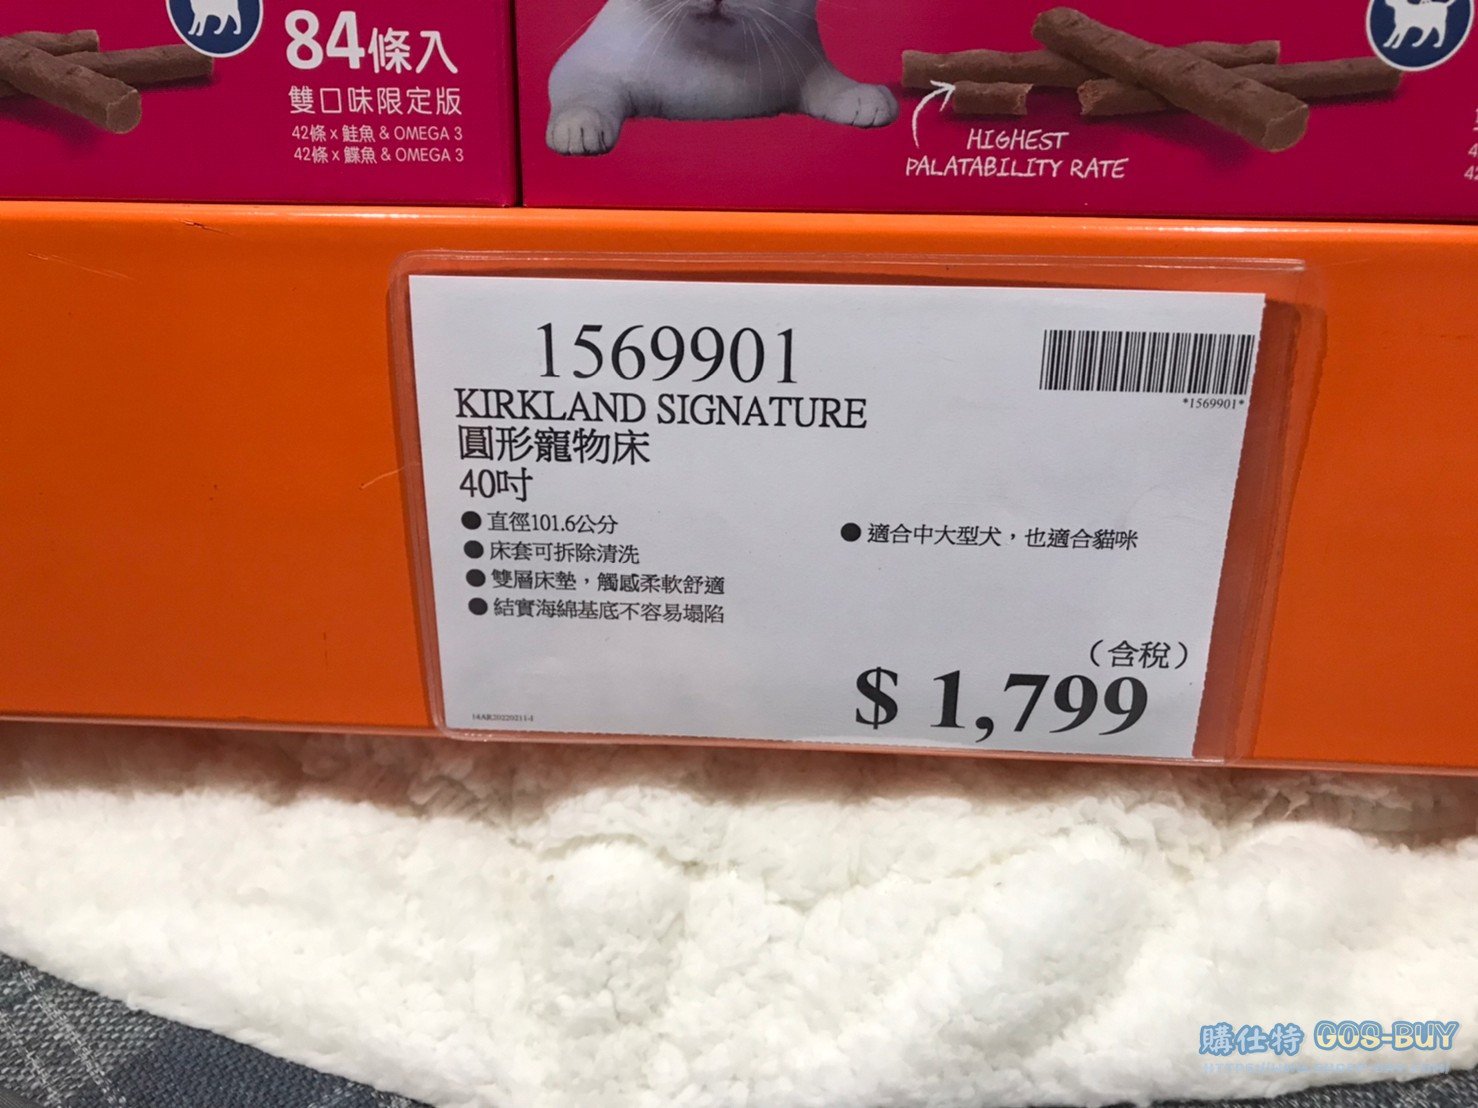 84條入
雙口味限定版
42條 x 鮭魚 & OMEGA 3
42條 x 鰈魚 & OMEGA 3
HIGHEST
PALATABILITY RATE
1569901
*1569901*
KIRKLAND SIGNATURE
圓形寵物床
40吋
● 直徑101.6公分
● 床套可拆除清洗
● 雙層床墊，觸感柔軟舒適
● 結實海綿基底不容易塌陷
● 適合中大型犬，也適合貓咪
（含稅）
$ 1,799
購仕特 GOS-BUY